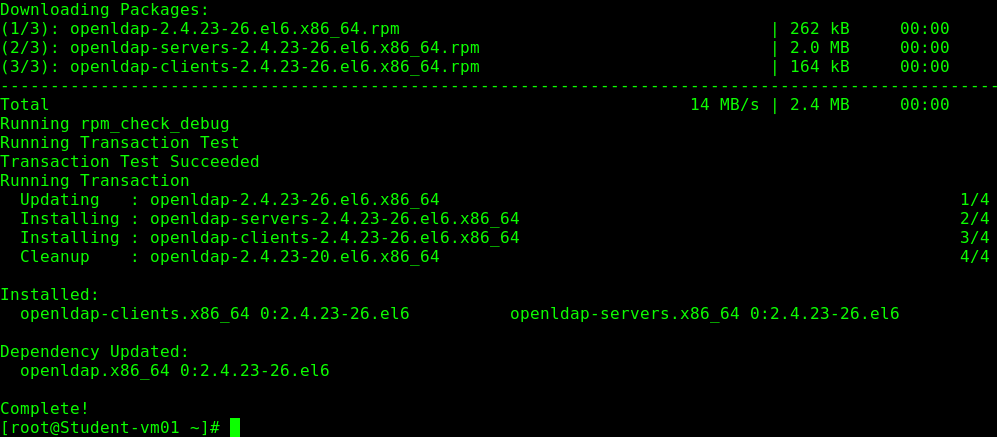 Downloading Packages:
(1/3): openldap-2.4.23-26.el6.x86_64.rpm | 262 kB 00:00
(2/3): openldap-servers-2.4.23-26.el6.x86_64.rpm | 2.0 MB 00:00
(3/3): openldap-clients-2.4.23-26.el6.x86_64.rpm | 164 kB 00:00
----------------------------------------------------------------------------------------------------
Total 14 MB/s | 2.4 MB 00:00
Running rpm_check_debug
Running Transaction Test
Transaction Test Succeeded
Running Transaction
  Updating   : openldap-2.4.23-26.el6.x86_64 1/4
  Installing : openldap-servers-2.4.23-26.el6.x86_64 2/4
  Installing : openldap-clients-2.4.23-26.el6.x86_64 3/4
  Cleanup    : openldap-2.4.23-20.el6.x86_64 4/4

Installed:
  openldap-clients.x86_64 0:2.4.23-26.el6          openldap-servers.x86_64 0:2.4.23-26.el6

Dependency Updated:
  openldap.x86_64 0:2.4.23-26.el6

Complete!
[root@Student-vm01 ~]#